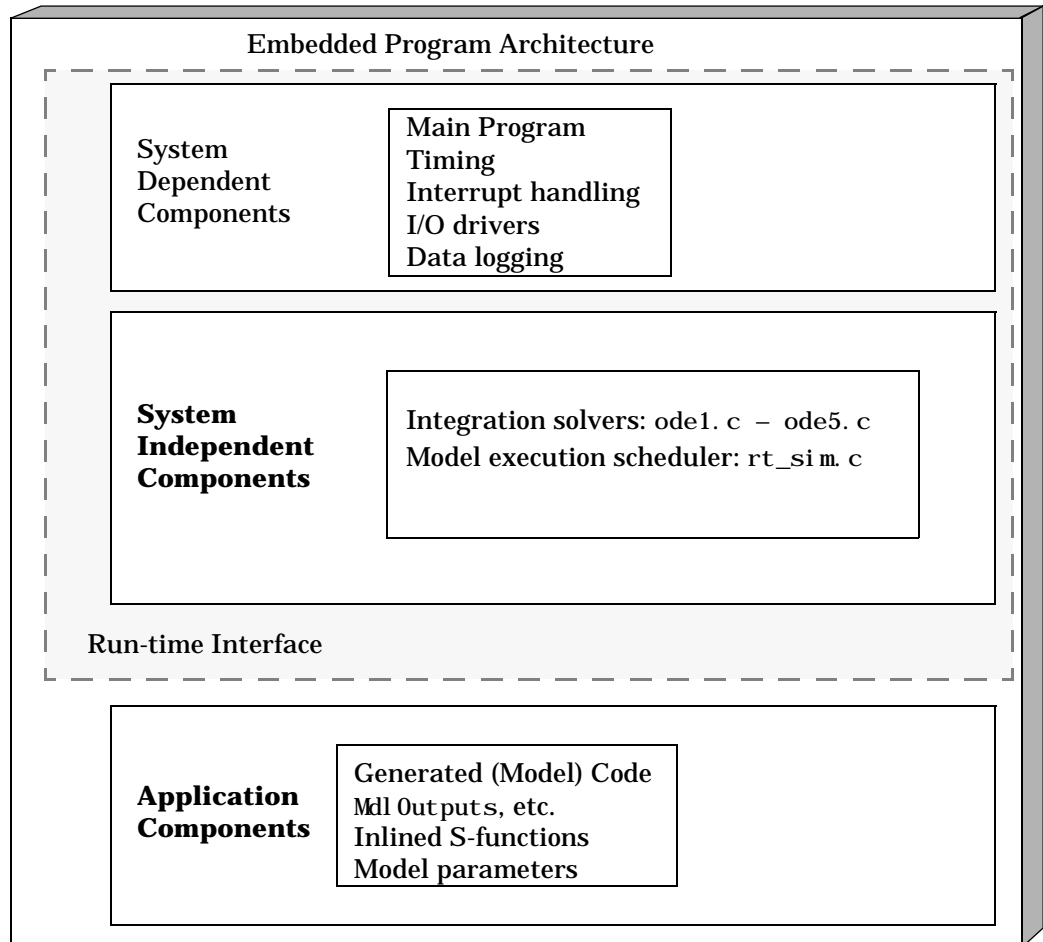 Embedded Program Architecture
System
Dependent
Components
Main Program
Timing
Interrupt handling
I/O drivers
Data logging
System
Independent
Components
Integration solvers: ode1.c – ode5.c
Model execution scheduler: rt_sim.c
Run-time Interface
Application
Components
Generated (Model) Code
MdlOutputs, etc.
Inlined S-functions
Model parameters